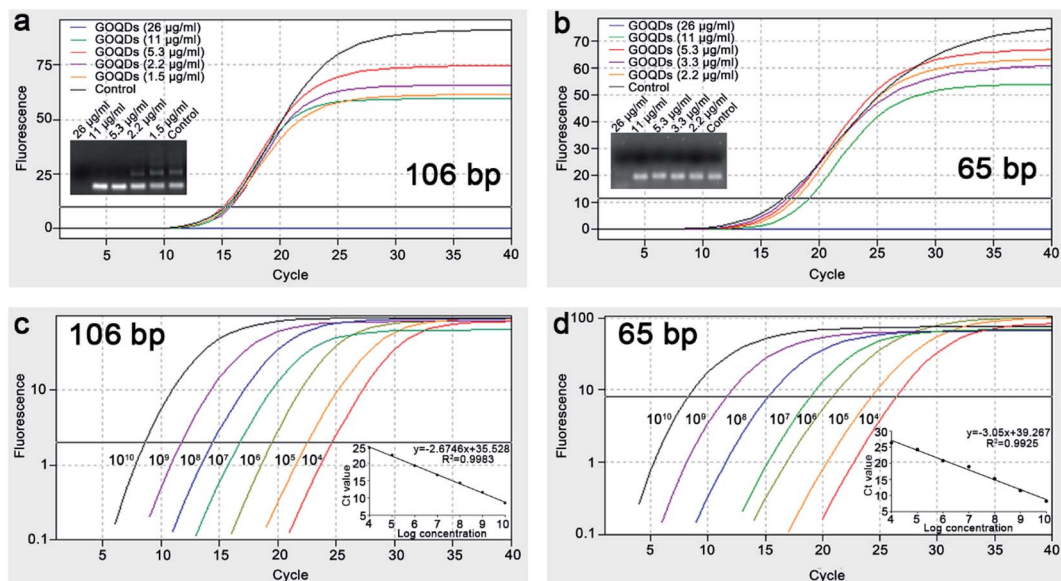 a
GOQDs (26 µg/ml)
GOQDs (11 µg/ml)
GOQDs (5.3 µg/ml)
GOQDs (2.2 µg/ml)
GOQDs (1.5 µg/ml)
Control
75
50
25
0
Fluorescence
26 µg/ml
11 µg/ml
5.3 µg/ml
2.2 µg/ml
1.5 µg/ml
Control
106 bp
5 10 15 20 25 30 35 40
Cycle
b
GOQDs (26 µg/ml)
GOQDs (11 µg/ml)
GOQDs (5.3 µg/ml)
GOQDs (3.3 µg/ml)
GOQDs (2.2 µg/ml)
Control
70
60
50
40
30
20
10
0
Fluorescence
26 µg/ml
11 µg/ml
5.3 µg/ml
3.3 µg/ml
2.2 µg/ml
Control
65 bp
5 10 15 20 25 30 35 40
Cycle
c
106 bp
10
1
0.1
Fluorescence
10¹⁰ 10⁹ 10⁸ 10⁷ 10⁶ 10⁵ 10⁴
y=-2.6746x+35.528
R²=0.9983
25
20
15
10
5
Ct value
4 5 6 7 8 9 10
Log concentration
5 10 15 20 25 30 35 40
Cycle
d
65 bp
100
10
1
0.1
Fluorescence
10¹⁰ 10⁹ 10⁸ 10⁷ 10⁶ 10⁵ 10⁴
y=-3.05x+39.267
R²=0.9925
30
25
20
15
10
5
Ct value
4 5 6 7 8 9 10
Log concentration
5 10 15 20 25 30 35 40
Cycle